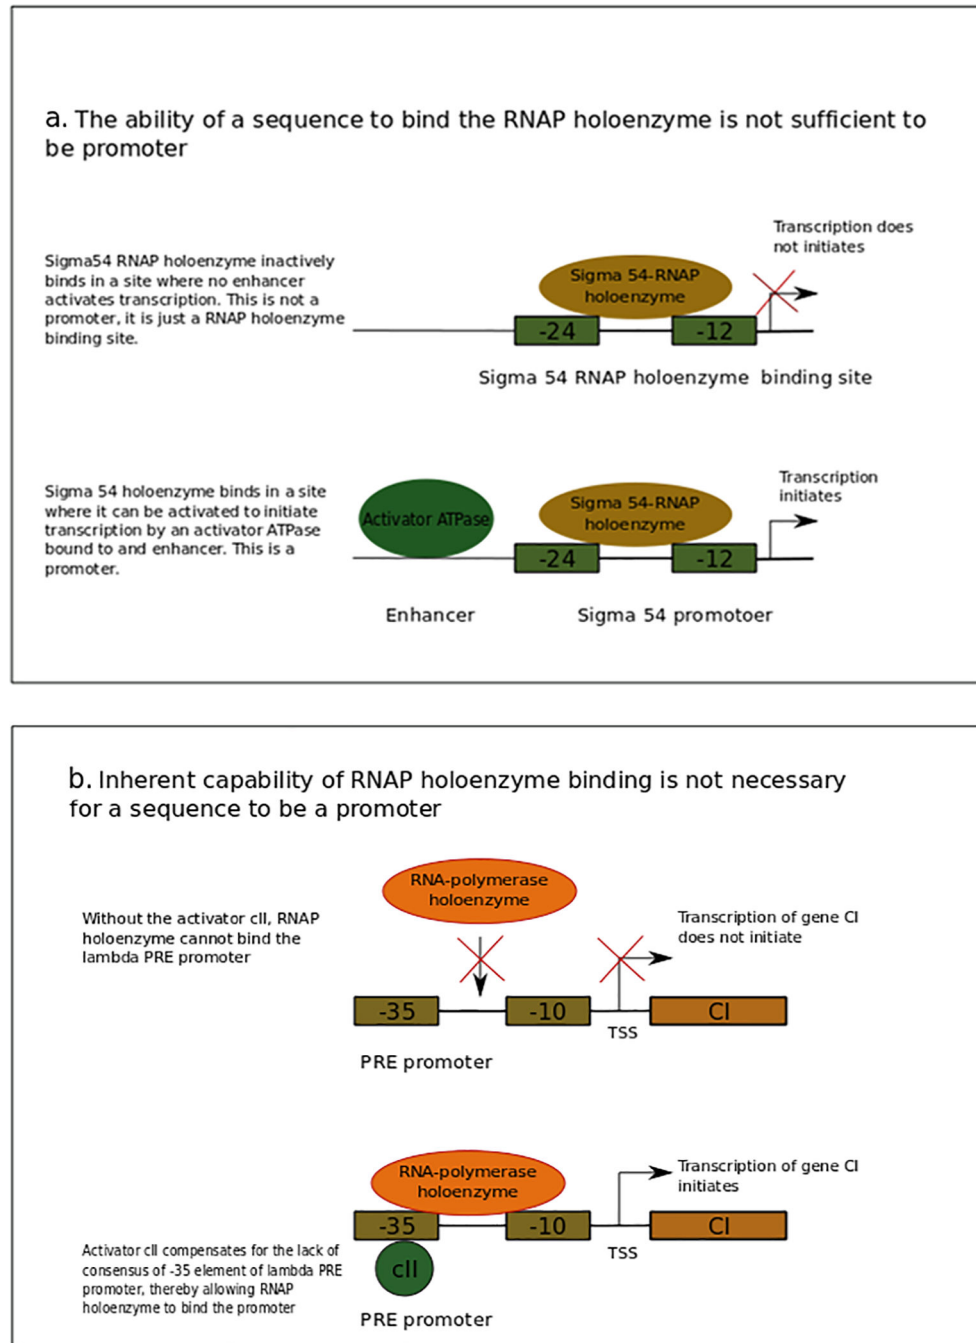 a. The ability of a sequence to bind the RNAP holoenzyme is not sufficient to
be promoter
Transcription does
not initiates
Sigma54 RNAP holoenzyme inactively
binds in a site where no enhancer
activates transcription. This is not a
promoter, it is just a RNAP holoenzyme
binding site.
Sigma 54-RNAP
holoenzyme
-24
-12
Sigma 54 RNAP holoenzyme binding site
Sigma 54 holoenzyme binds in a site
where it can be activated to initiate
transcription by an activator ATPase
bound to and enhancer. This is a
promoter.
Activator ATPase
Sigma 54-RNAP
holoenzyme
Transcription
initiates
-24
-12
Enhancer
Sigma 54 promotoer
b. Inherent capability of RNAP holoenzyme binding is not necessary
for a sequence to be a promoter
RNA-polymerase
holoenzyme
Without the activator cII, RNAP
holoenzyme cannot bind the
lambda PRE promoter
Transcription of gene CI
does not initiate
-35
-10
TSS
CI
PRE promoter
RNA-polymerase
holoenzyme
Transcription of gene CI
initiates
-35
-10
TSS
CI
Activator cII compensates for the lack of
consensus of -35 element of lambda PRE
promoter, thereby allowing RNAP
holoenzyme to bind the promoter
cII
PRE promoter